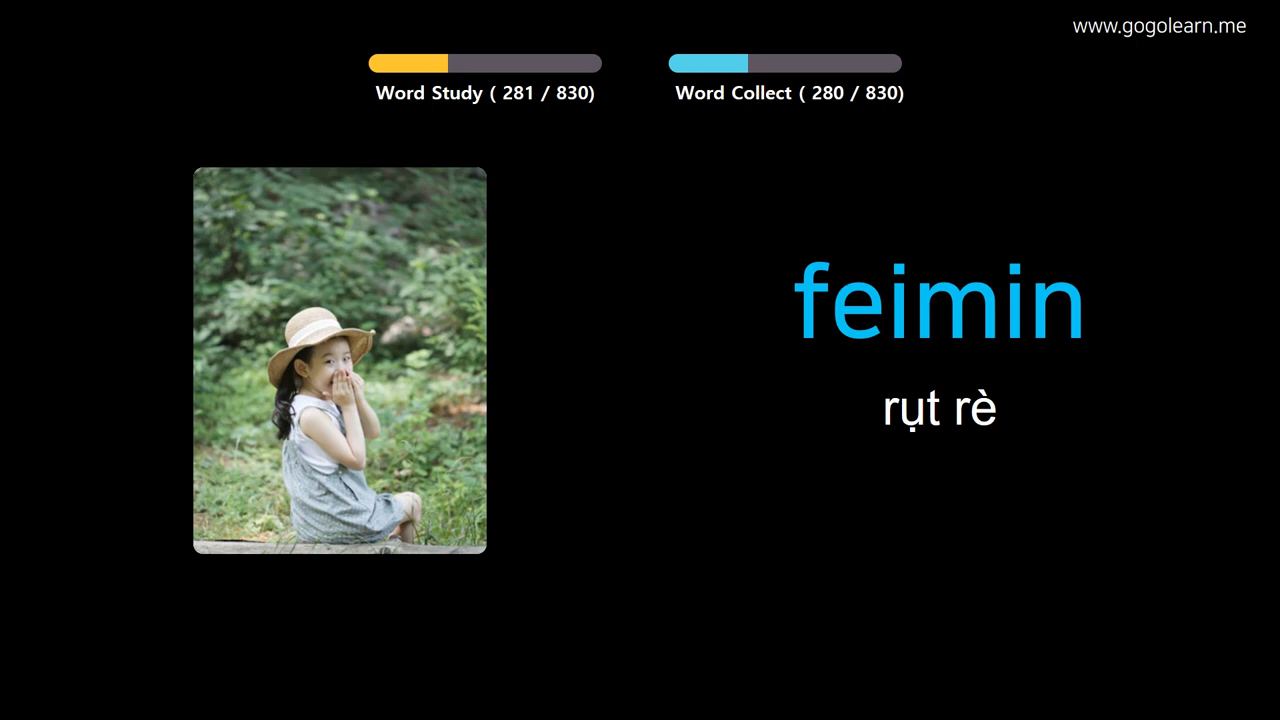 www.gogolearn.me
Word Study ( 281 / 830)
Word Collect ( 280 / 830)
feimin
rụt rè